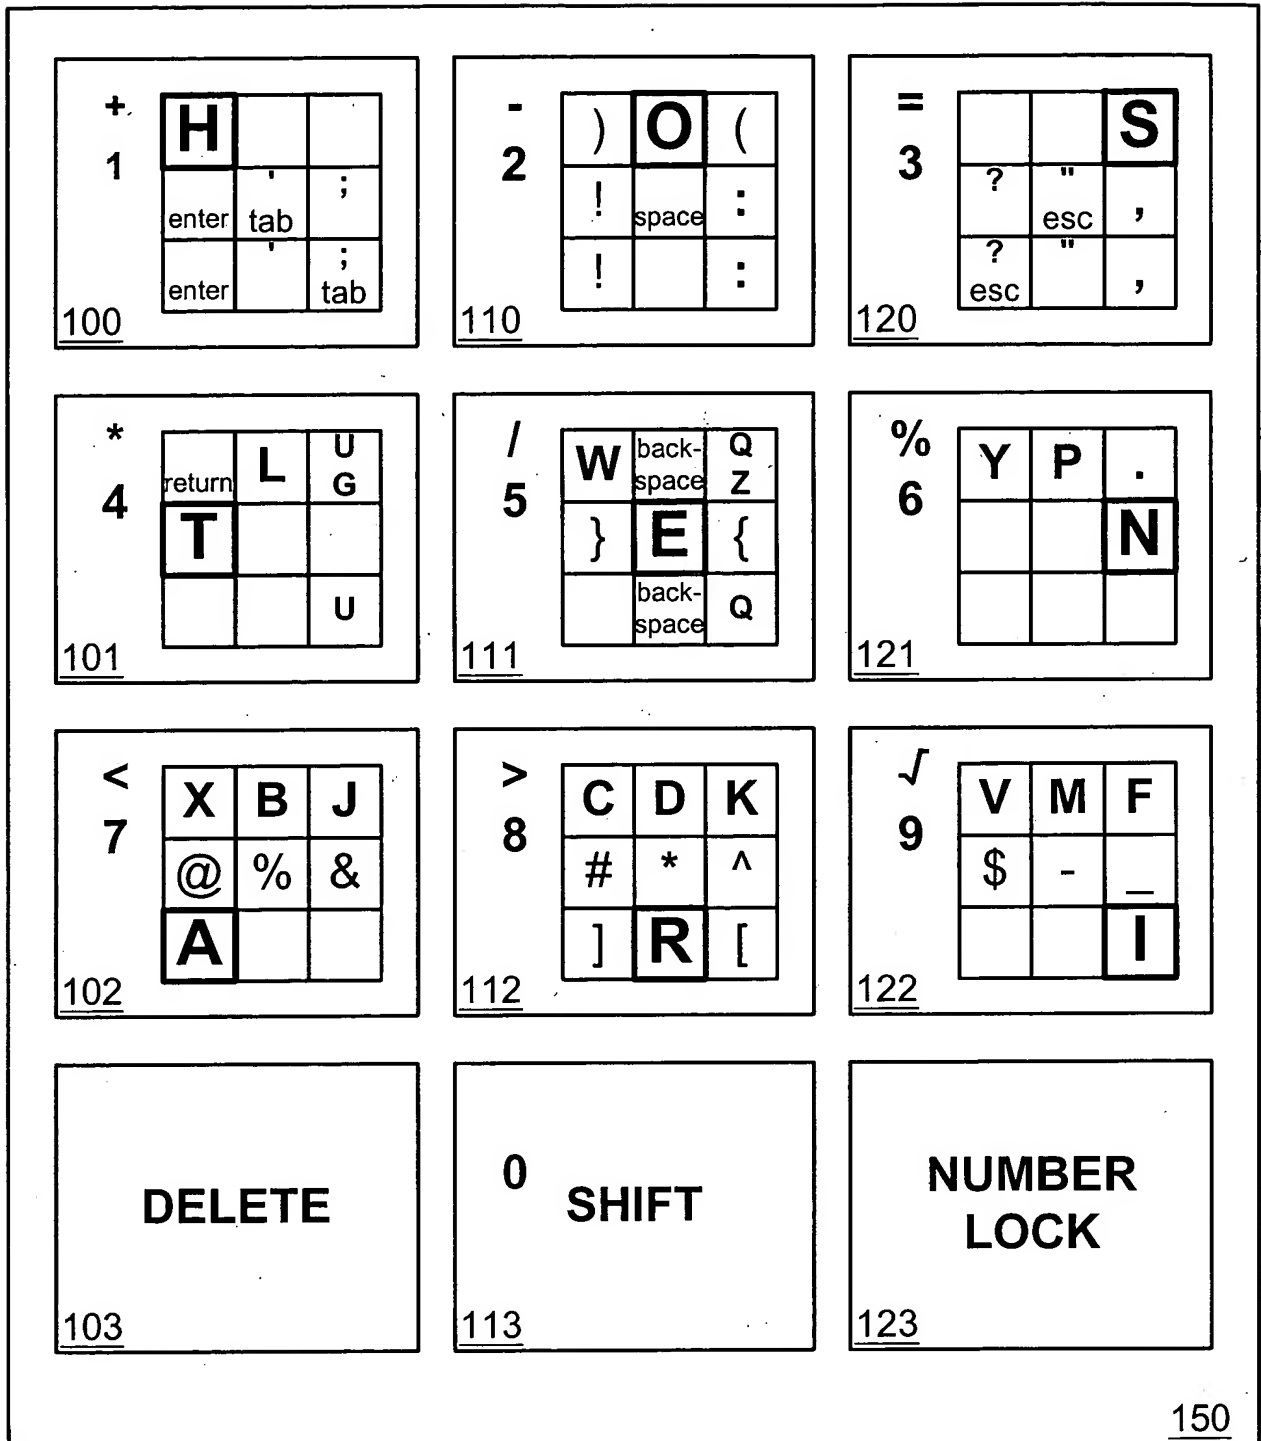 + H - ) O ( = S
1 enter ' tab ; 2 ! space : 3 ? " esc ,
enter ' ; tab ! : ? esc " ,
100 110 120
* return L U G / W back-space Q Z % Y P .
4 T 5 } E { 6 N
U back-space Q
101 111 121
< X B J > C D K √ V M F
7 @ % & 8 # * ^ 9 $ - _
A ] R [ I
102 112 122
DELETE 0 SHIFT NUMBER
LOCK
103 113 123
150